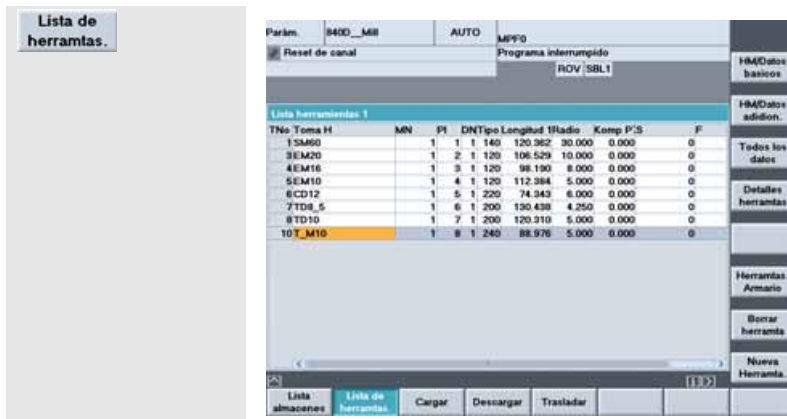 Lista de
herramtas.
Parám. 840D__Mill AUTO MPF0
Reset de canal Programa interrumpido
ROV SBL1
Lista herramientas 1
TNo Toma H MN Pl DN Tipo Longitud 1 Radio Komp P:S F
1 SM60 1 1 1 140 120.362 30.000 0.000 0
3 EM20 1 2 1 120 106.529 10.000 0.000 0
4 EM16 1 3 1 120 98.190 8.000 0.000 0
5 EM10 1 4 1 120 112.384 5.000 0.000 0
6 CD12 1 5 1 220 74.343 6.000 0.000 0
7 TD8_5 1 6 1 200 130.438 4.250 0.000 0
8 TD10 1 7 1 200 120.310 5.000 0.000 0
10 T_M10 1 8 1 240 88.976 5.000 0.000 0
HM/Datos
basicos
HM/Datos
adidion.
Todos los
datos
Detalles
herramtas
Herramtas.
Armario
Borrar
herramta
Nueva
Herramta.
Lista
almacenes
Lista de
herramtas.
Cargar
Descargar
Trasladar